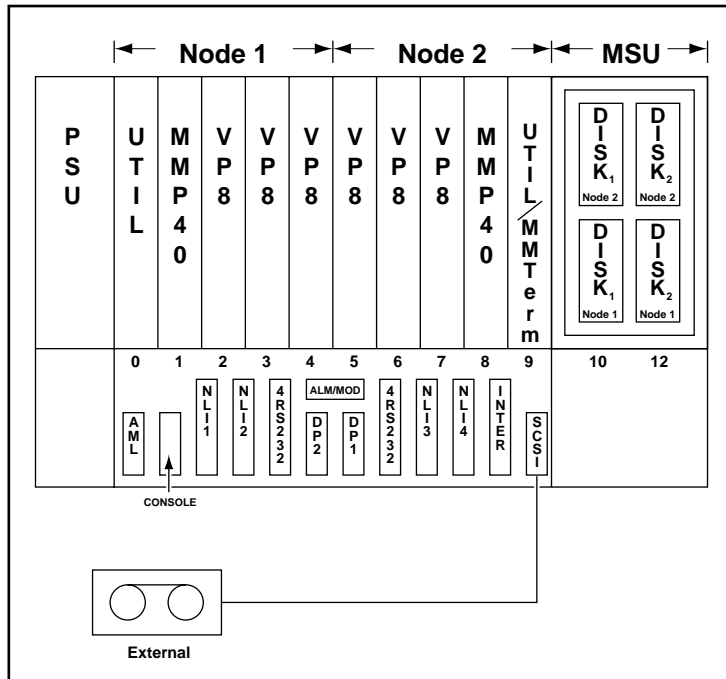 Node 1 Node 2 MSU
PSU
UTIL
MMP40
VP8
VP8
VP8
VP8
VP8
VP8
MMP40
UTIL/MMTerm
DISK1
Node 2
DISK2
Node 2
DISK1
Node 1
DISK2
Node 1
0 1 2 3 4 5 6 7 8 9 10 12
AML
NLI1
NLI2
4RS232
ALM/MOD
DP2
DP1
4RS232
NLI3
NLI4
INTER
SCSI
CONSOLE
External